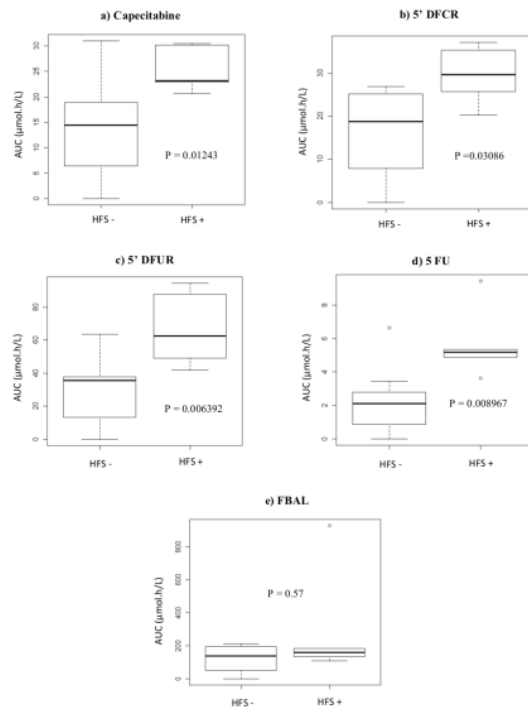 a) Capecitabine
AUC (μmol.h/L)
30
25
20
15
10
5
0
P = 0.01243
HFS -
HFS +
b) 5' DFCR
AUC (μmol.h/L)
30
20
10
0
P =0.03086
HFS -
HFS +
c) 5' DFUR
AUC (μmol.h/L)
80
60
40
20
0
P = 0.006392
HFS -
HFS +
d) 5 FU
AUC (μmol.h/L)
8
6
4
2
0
P = 0.008967
HFS -
HFS +
e) FBAL
AUC (μmol.h/L)
800
600
400
200
0
P = 0.57
HFS -
HFS +